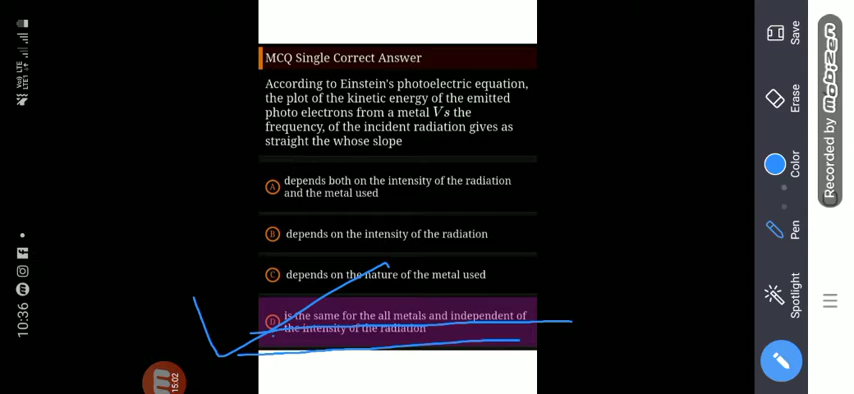 MCQ Single Correct Answer
According to Einstein's photoelectric equation,
the plot of the kinetic energy of the emitted
photo electrons from a metal V s the
frequency, of the incident radiation gives as
straight the whose slope
A depends both on the intensity of the radiation
and the metal used
B depends on the intensity of the radiation
C depends on the nature of the metal used
D is the same for the all metals and independent of
the intensity of the radiation
10:36
Vo) LTE
LTE1
15:02
Save
Erase
Color
Pen
Spotlight
Recorded by